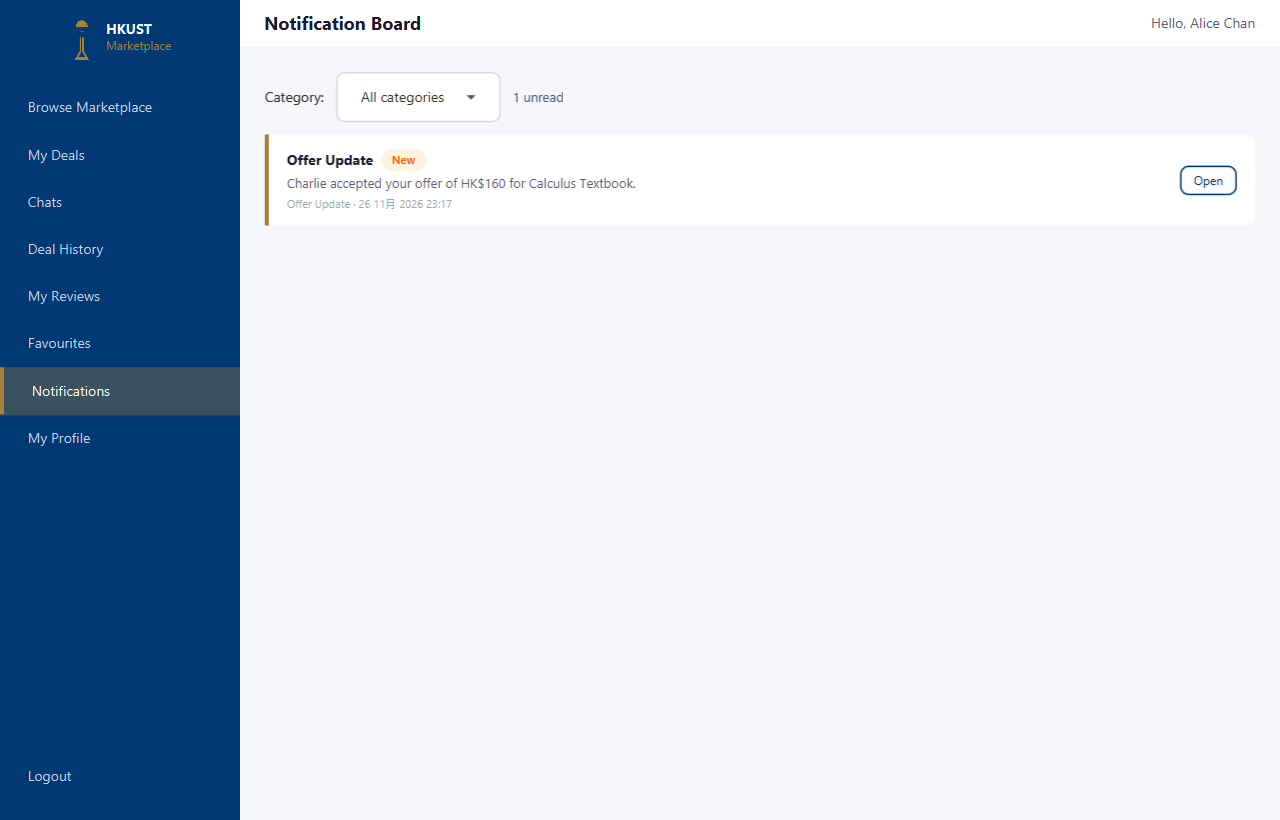 HKUST
Marketplace
Browse Marketplace
My Deals
Chats
Deal History
My Reviews
Favourites
Notifications
My Profile
Logout
Notification Board
Hello, Alice Chan
Category:
All categories
1 unread
Offer Update New
Charlie accepted your offer of HK$160 for Calculus Textbook.
Offer Update · 26 11月 2026 23:17
Open